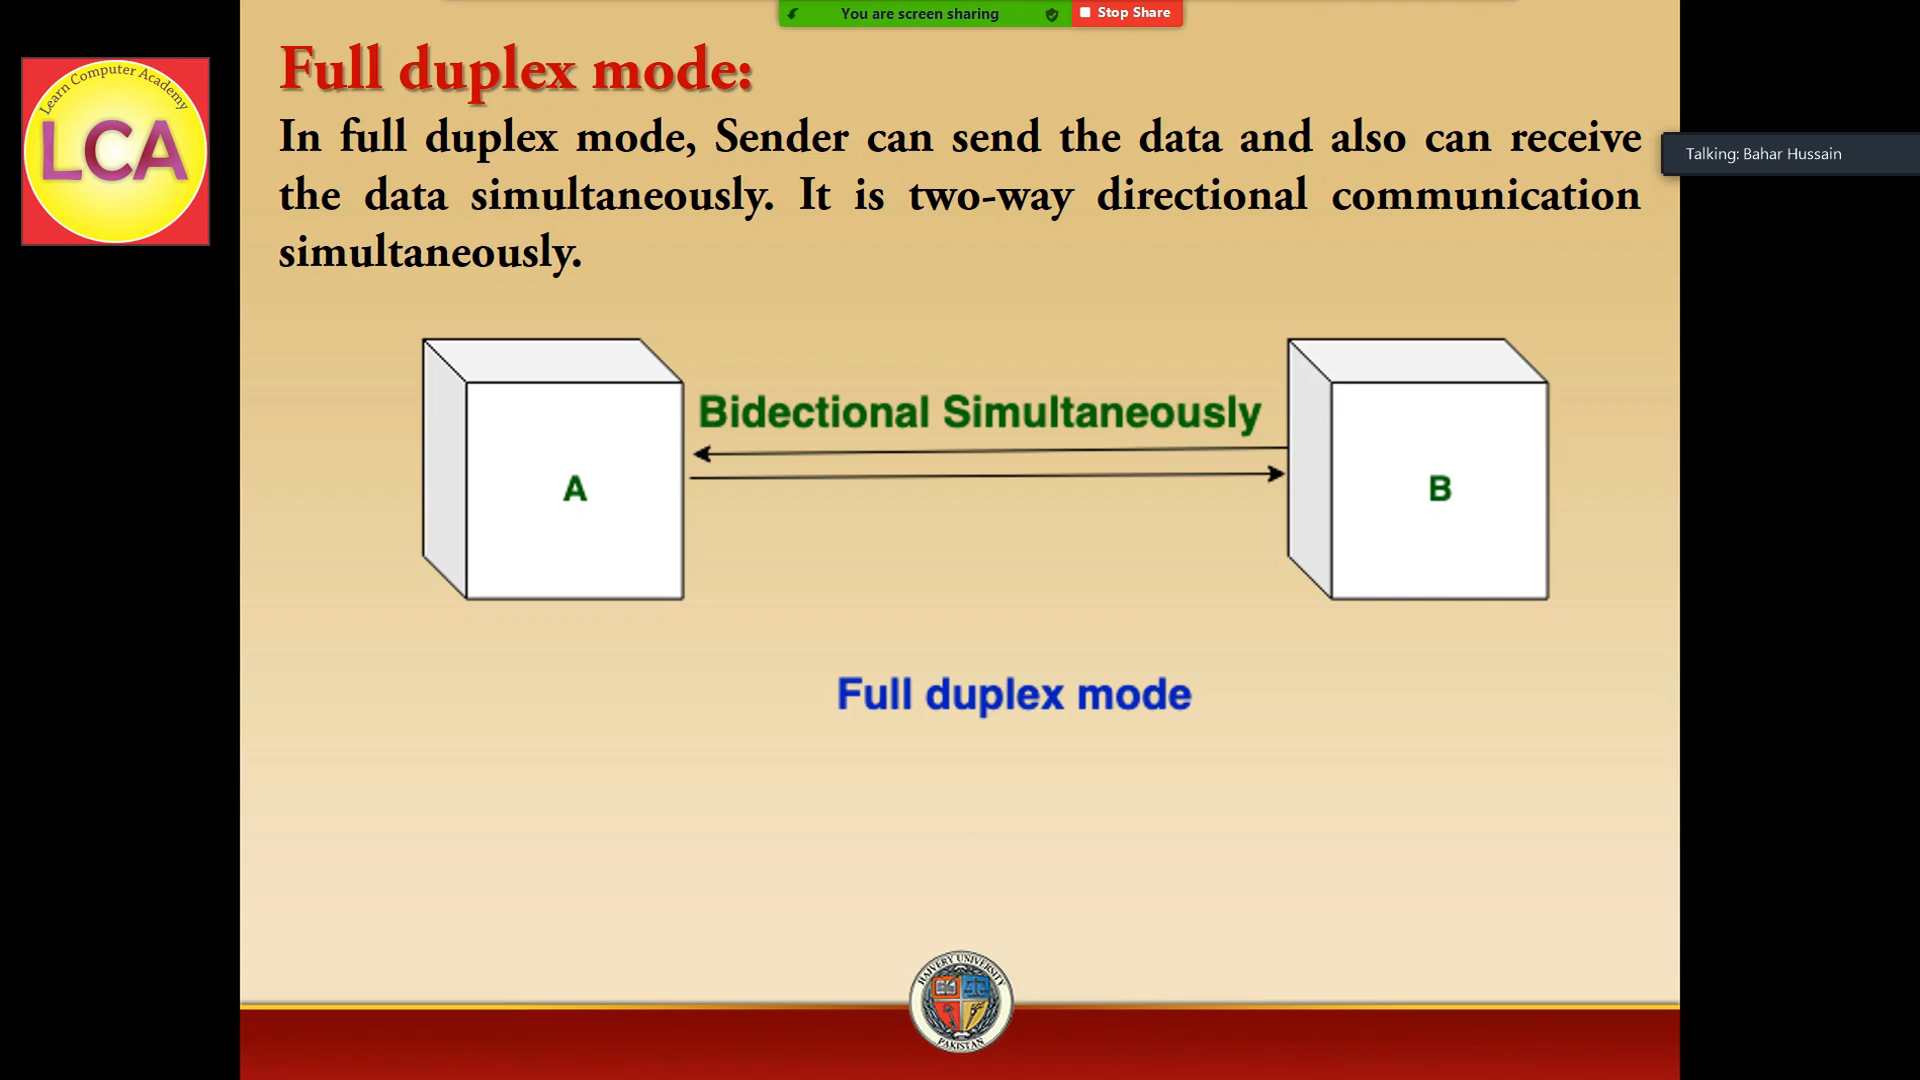 You are screen sharing
Stop Share
Learn Computer Academy
LCA
Full duplex mode:
In full duplex mode, Sender can send the data and also can receive
the data simultaneously. It is two-way directional communication
simultaneously.
Talking: Bahar Hussain
Bidectional Simultaneously
A
B
Full duplex mode
HAIVERY UNIVERSITY
PAKISTAN